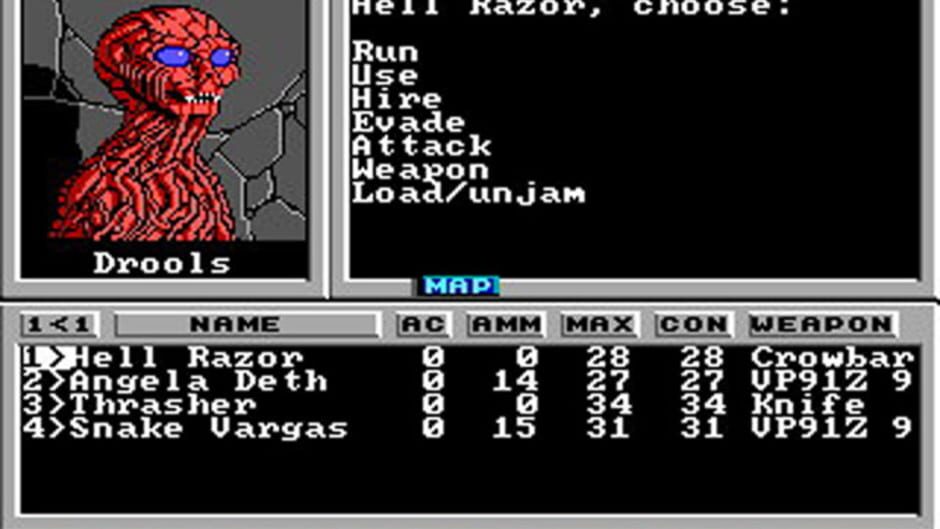 Hell Razor, choose:
Run
Use
Hire
Evade
Attack
Weapon
Load/unjam
Drools
MAP
1<1 NAME AC AMM MAX CON WEAPON
1>Hell Razor 0 0 28 28 Crowbar
2>Angela Deth 0 14 27 27 VP91Z 9
3>Thrasher 0 0 34 34 Knife
4>Snake Vargas 0 15 31 31 VP91Z 9